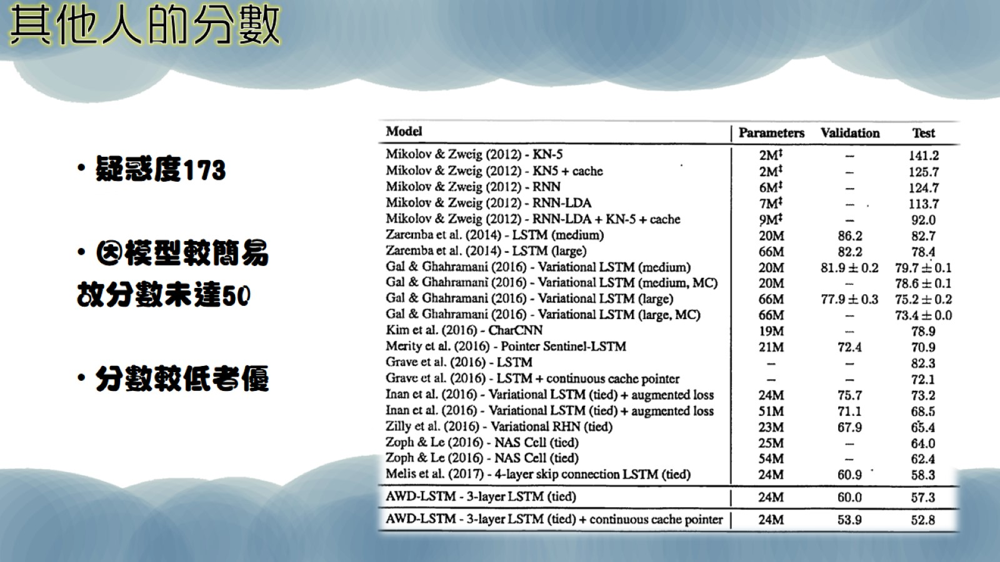 其他人的分數
• 疑惑度173
• 因模型較簡易
故分數未達50
• 分數較低者優
Model Parameters Validation Test
Mikolov & Zweig (2012) - KN-5 2M‡ – 141.2
Mikolov & Zweig (2012) - KN5 + cache 2M‡ – 125.7
Mikolov & Zweig (2012) - RNN 6M‡ – 124.7
Mikolov & Zweig (2012) - RNN-LDA 7M‡ – 113.7
Mikolov & Zweig (2012) - RNN-LDA + KN-5 + cache 9M‡ – 92.0
Zaremba et al. (2014) - LSTM (medium) 20M 86.2 82.7
Zaremba et al. (2014) - LSTM (large) 66M 82.2 78.4
Gal & Ghahramani (2016) - Variational LSTM (medium) 20M 81.9 ± 0.2 79.7 ± 0.1
Gal & Ghahramani (2016) - Variational LSTM (medium, MC) 20M – 78.6 ± 0.1
Gal & Ghahramani (2016) - Variational LSTM (large) 66M 77.9 ± 0.3 75.2 ± 0.2
Gal & Ghahramani (2016) - Variational LSTM (large, MC) 66M – 73.4 ± 0.0
Kim et al. (2016) - CharCNN 19M – 78.9
Merity et al. (2016) - Pointer Sentinel-LSTM 21M 72.4 70.9
Grave et al. (2016) - LSTM – – 82.3
Grave et al. (2016) - LSTM + continuous cache pointer – – 72.1
Inan et al. (2016) - Variational LSTM (tied) + augmented loss 24M 75.7 73.2
Inan et al. (2016) - Variational LSTM (tied) + augmented loss 51M 71.1 68.5
Zilly et al. (2016) - Variational RHN (tied) 23M 67.9 65.4
Zoph & Le (2016) - NAS Cell (tied) 25M – 64.0
Zoph & Le (2016) - NAS Cell (tied) 54M – 62.4
Melis et al. (2017) - 4-layer skip connection LSTM (tied) 24M 60.9 58.3
AWD-LSTM - 3-layer LSTM (tied) 24M 60.0 57.3
AWD-LSTM - 3-layer LSTM (tied) + continuous cache pointer 24M 53.9 52.8